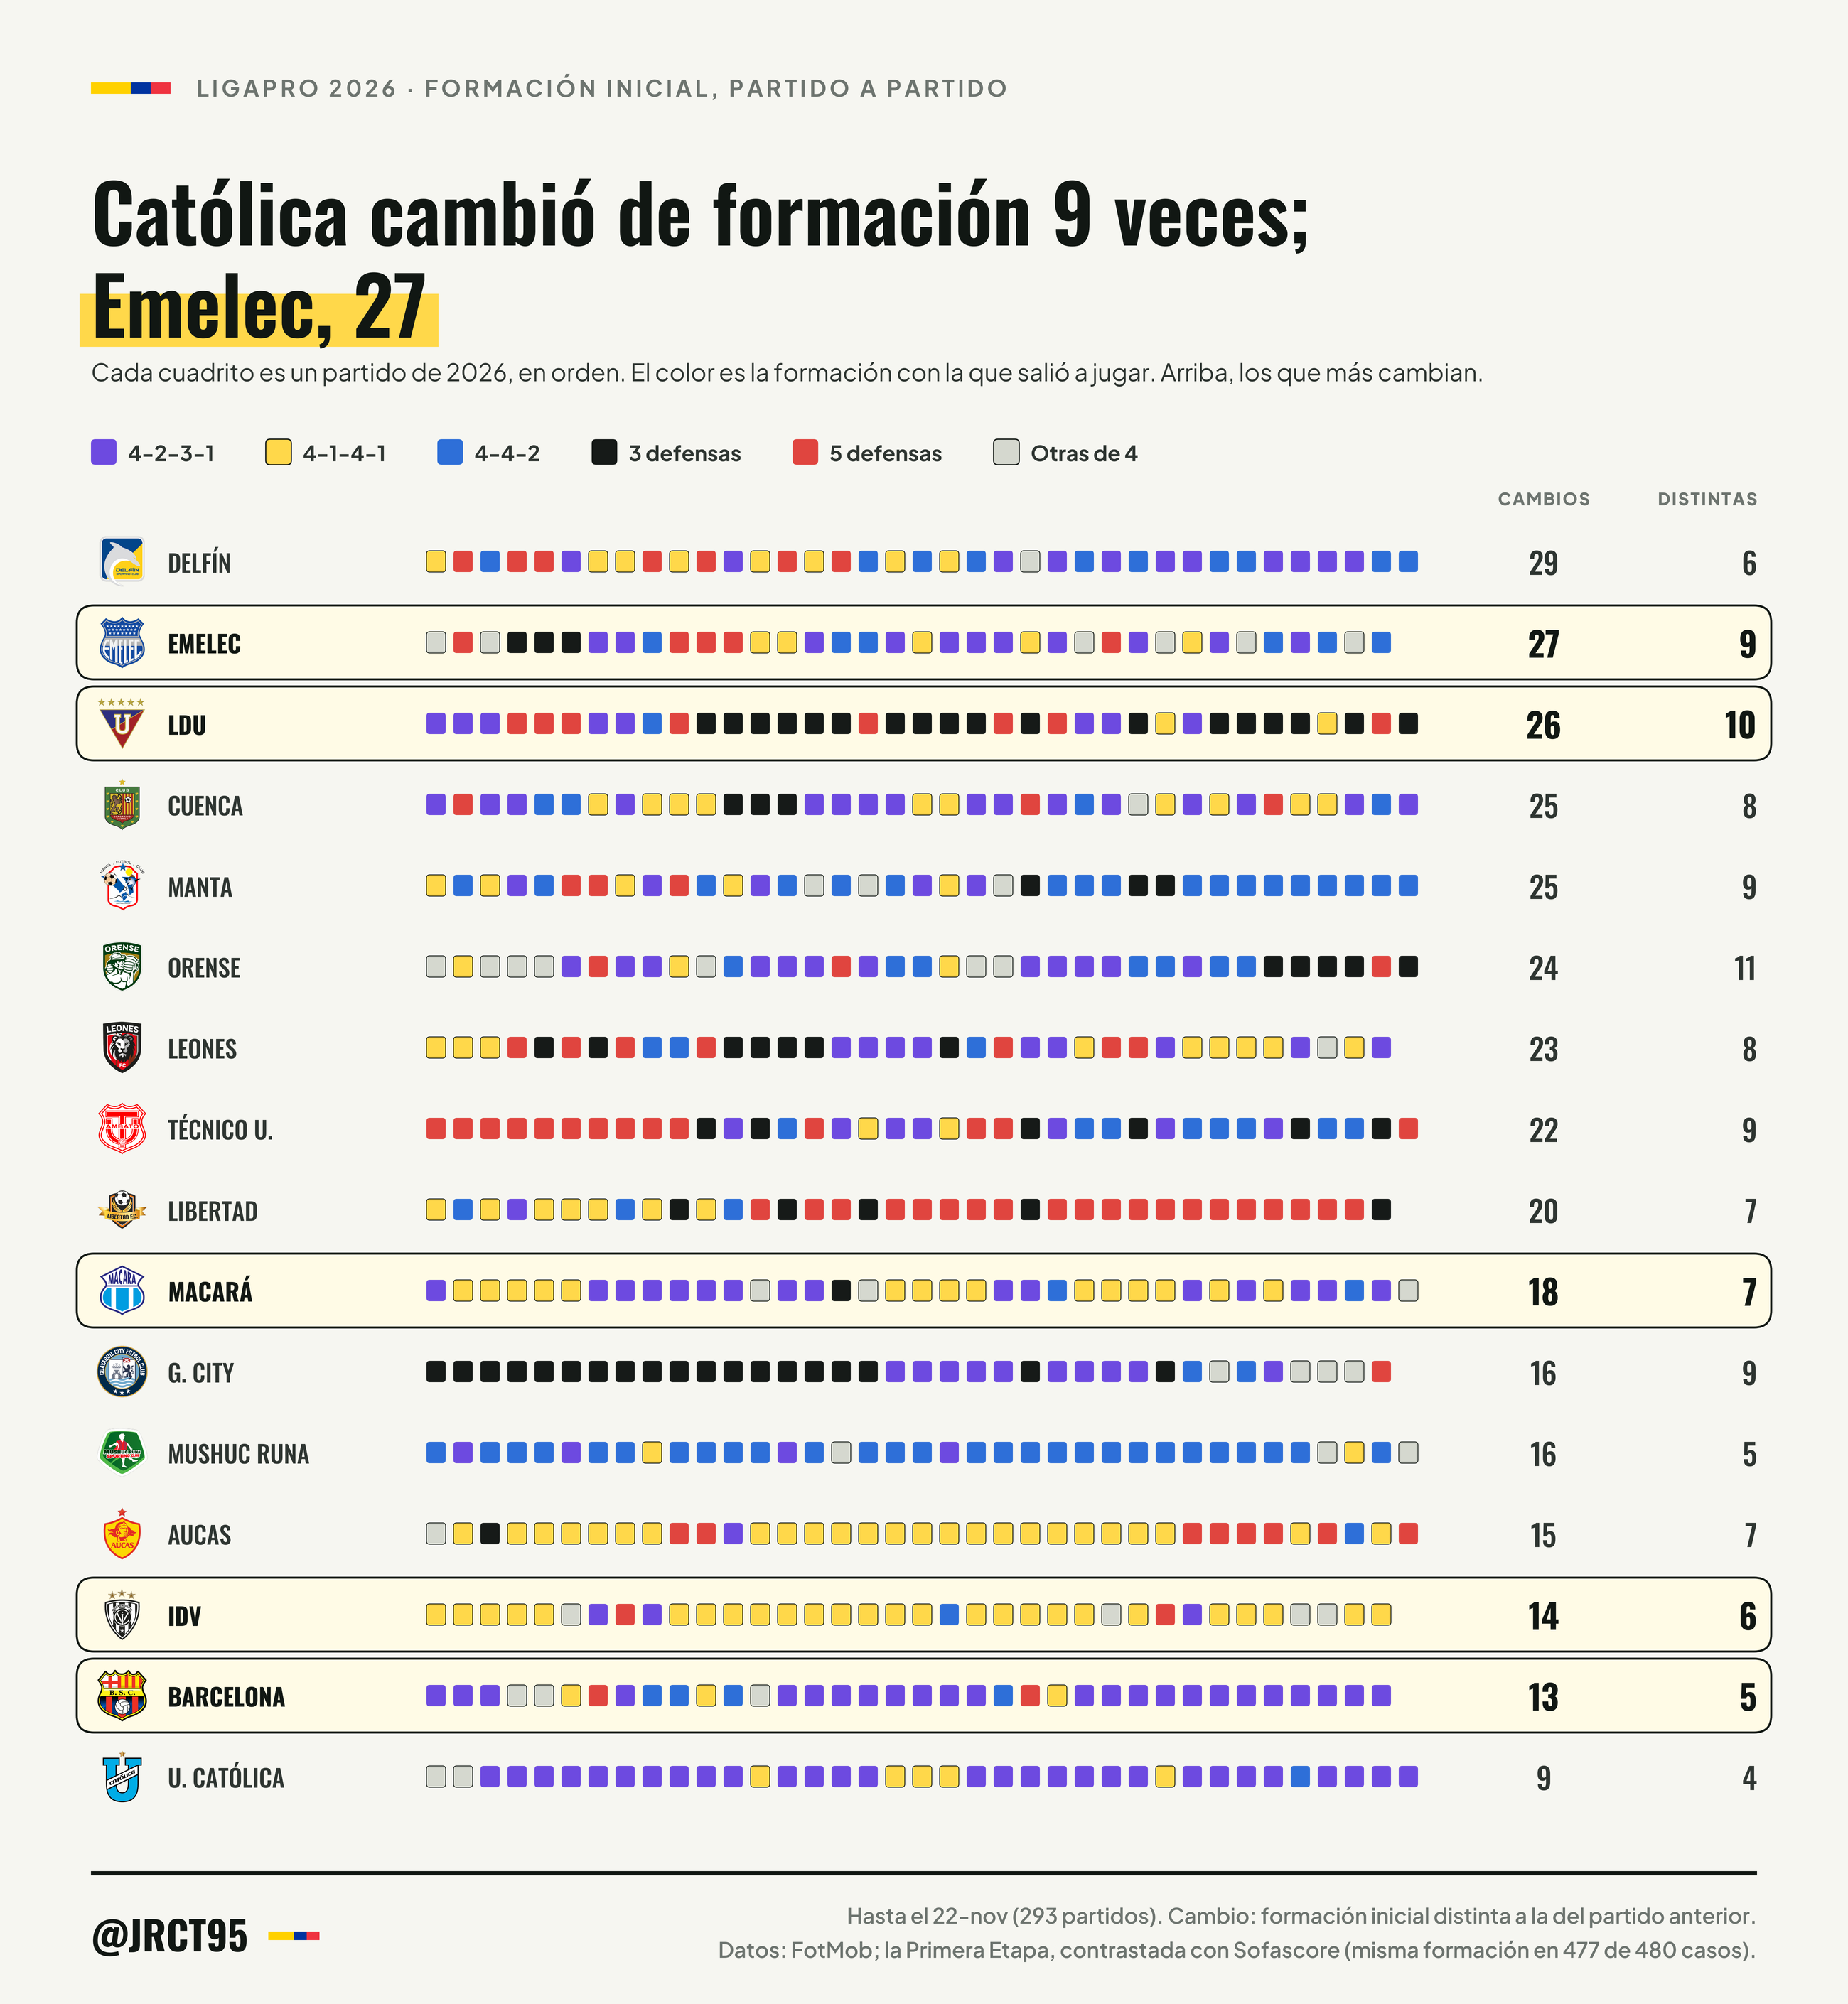 LIGAPRO 2026 · FORMACIÓN INICIAL, PARTIDO A PARTIDO
Católica cambió de formación 9 veces;
Emelec, 27
Cada cuadrito es un partido de 2026, en orden. El color es la formación con la que salió a jugar. Arriba, los que más cambian.
4-2-3-1 4-1-4-1 4-4-2 3 defensas 5 defensas Otras de 4
CAMBIOS DISTINTAS
DELFÍN 29 6
EMELEC 27 9
LDU 26 10
CUENCA 25 8
MANTA 25 9
ORENSE 24 11
LEONES 23 8
TÉCNICO U. 22 9
LIBERTAD 20 7
MACARÁ 18 7
G. CITY 16 9
MUSHUC RUNA 16 5
AUCAS 15 7
IDV 14 6
BARCELONA 13 5
U. CATÓLICA 9 4
@JRCT95
Hasta el 22-nov (293 partidos). Cambio: formación inicial distinta a la del partido anterior.
Datos: FotMob; la Primera Etapa, contrastada con Sofascore (misma formación en 477 de 480 casos).